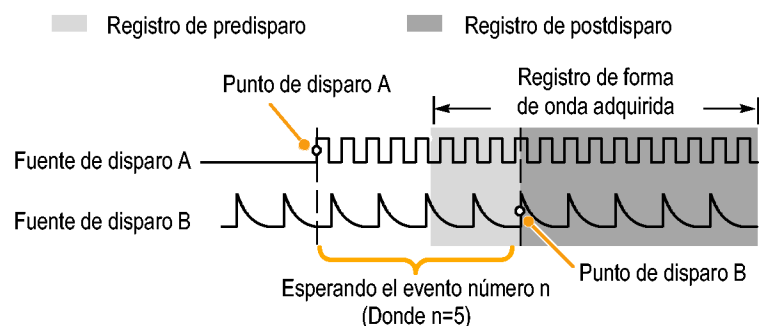 Registro de predisparo
Registro de postdisparo
Punto de disparo A
Registro de forma
de onda adquirida
Fuente de disparo A
Fuente de disparo B
Esperando el evento número n
(Donde n=5)
Punto de disparo B